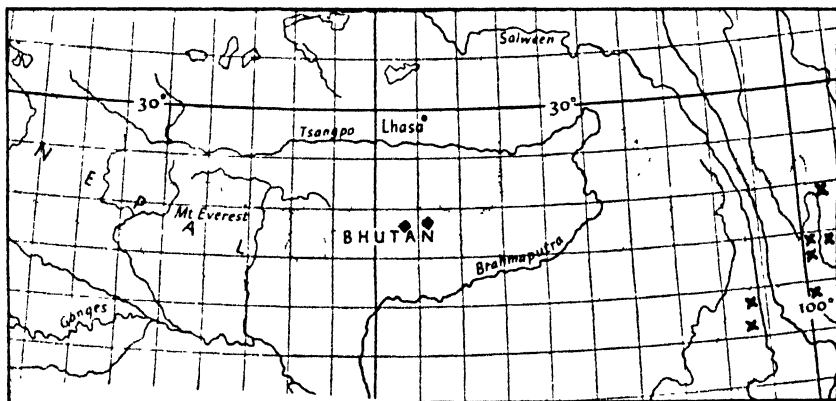 Salween
30°
30°
Tsangpo
Lhasa
N
E
P
Mt Everest
A
L
BHUTAN
Brahmaputra
Ganges
100°